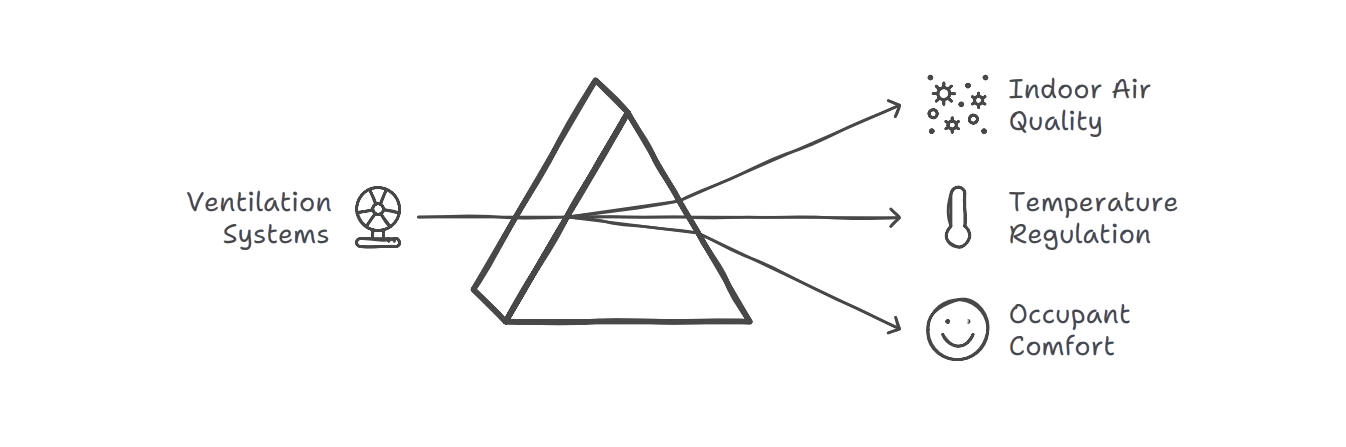 Ventilation
Systems
Indoor Air
Quality
Temperature
Regulation
Occupant
Comfort